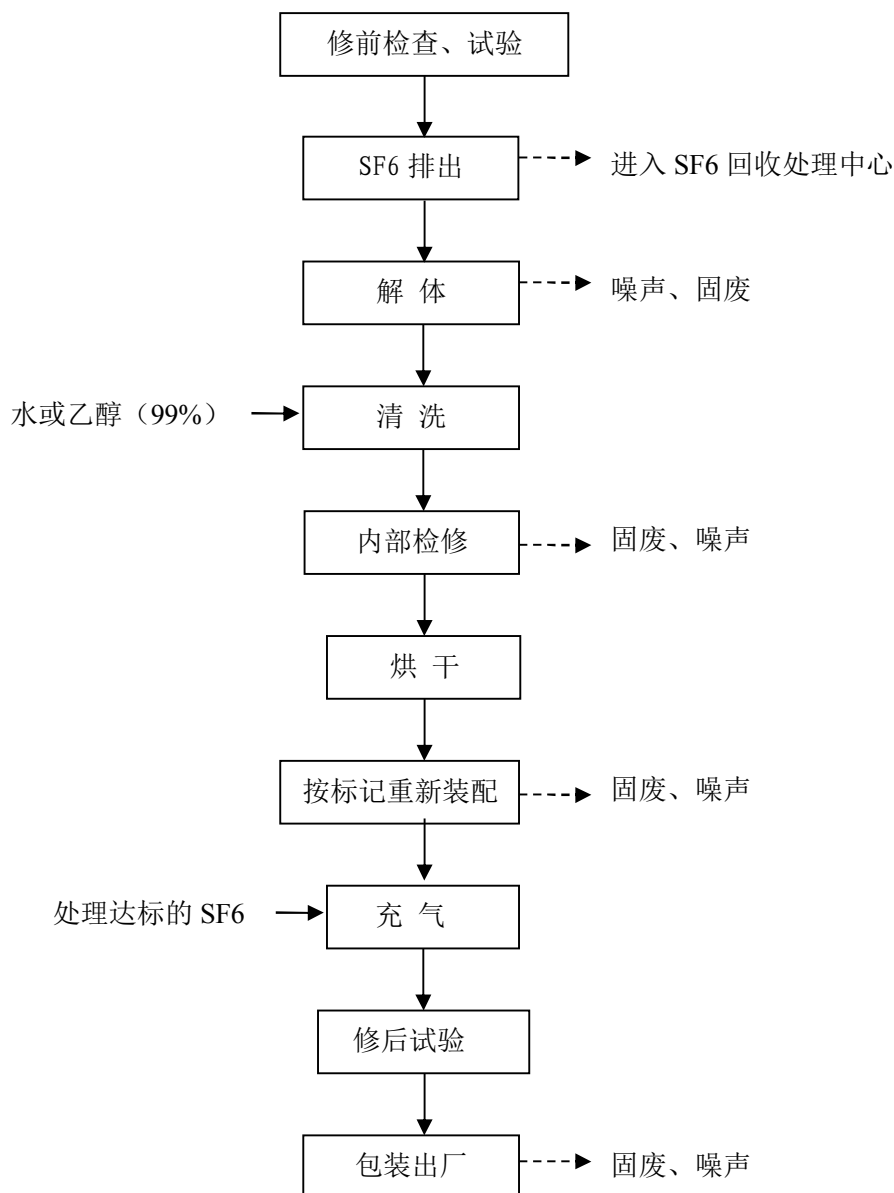 修前检查、试验
SF6 排出
进入 SF6 回收处理中心
解 体
噪声、固废
水或乙醇（99%）
清 洗
内部检修
固废、噪声
烘 干
按标记重新装配
固废、噪声
处理达标的 SF6
充 气
修后试验
包装出厂
固废、噪声